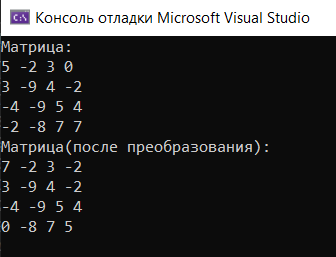 Консоль отладки Microsoft Visual Studio
Матрица:
5 -2 3 0
3 -9 4 -2
-4 -9 5 4
-2 -8 7 7
Матрица(после преобразования):
7 -2 3 -2
3 -9 4 -2
-4 -9 5 4
0 -8 7 5